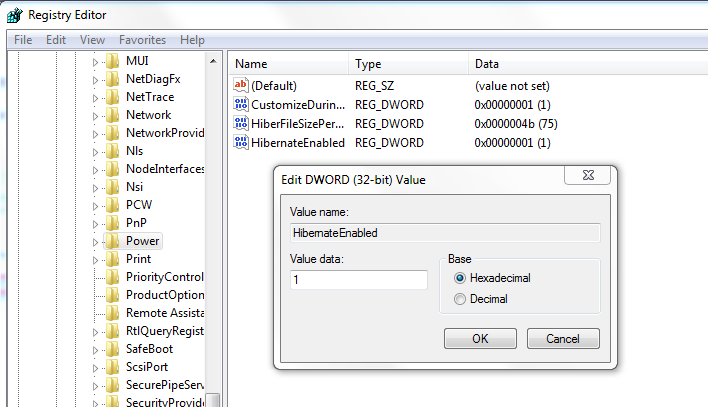 Registry Editor
File Edit View Favorites Help
MUI
NetDiagFx
NetTrace
Network
NetworkProvid
Nls
NodeInterfaces
Nsi
PCW
PnP
Power
Print
PriorityControl
ProductOption
Remote Assista
RtlQueryRegist
SafeBoot
ScsiPort
SecurePipeServ
SecurityProvide
Name Type Data
(Default) REG_SZ (value not set)
CustomizeDurin... REG_DWORD 0x00000001 (1)
HiberFileSizePer... REG_DWORD 0x0000004b (75)
HibernateEnabled REG_DWORD 0x00000001 (1)
Edit DWORD (32-bit) Value
Value name:
HibernateEnabled
Value data:
1
Base
Hexadecimal
Decimal
OK Cancel